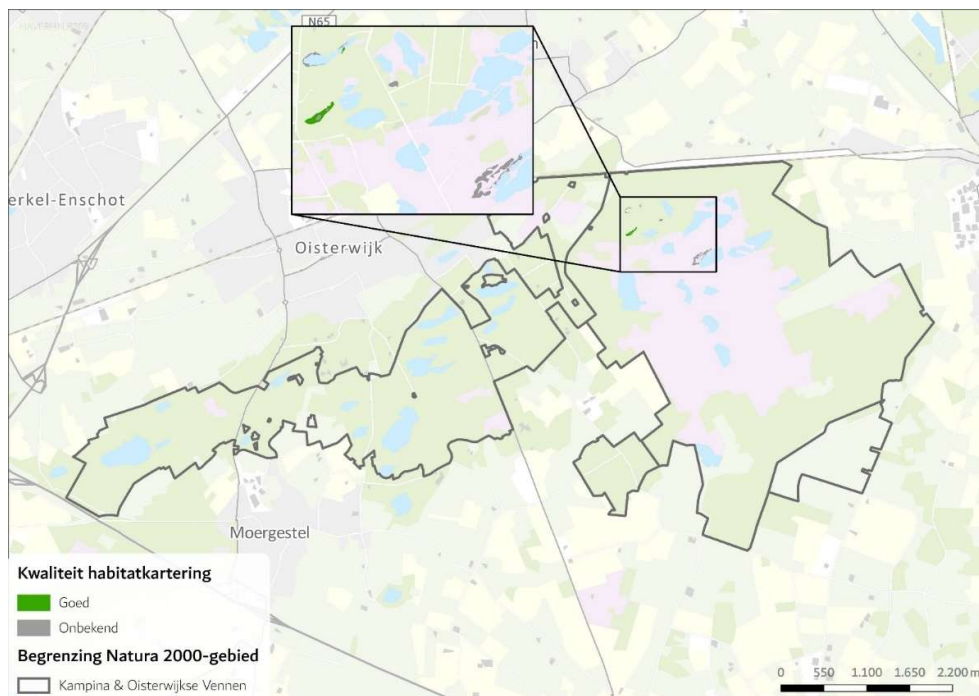 N65
erkel-Enschot
Oisterwijk
Moergestel
Kwaliteit habitatkartering
Goed
Onbekend
Begrenzing Natura 2000-gebied
Kampina & Oisterwijkse Vennen
0 550 1.100 1.650 2.200 m